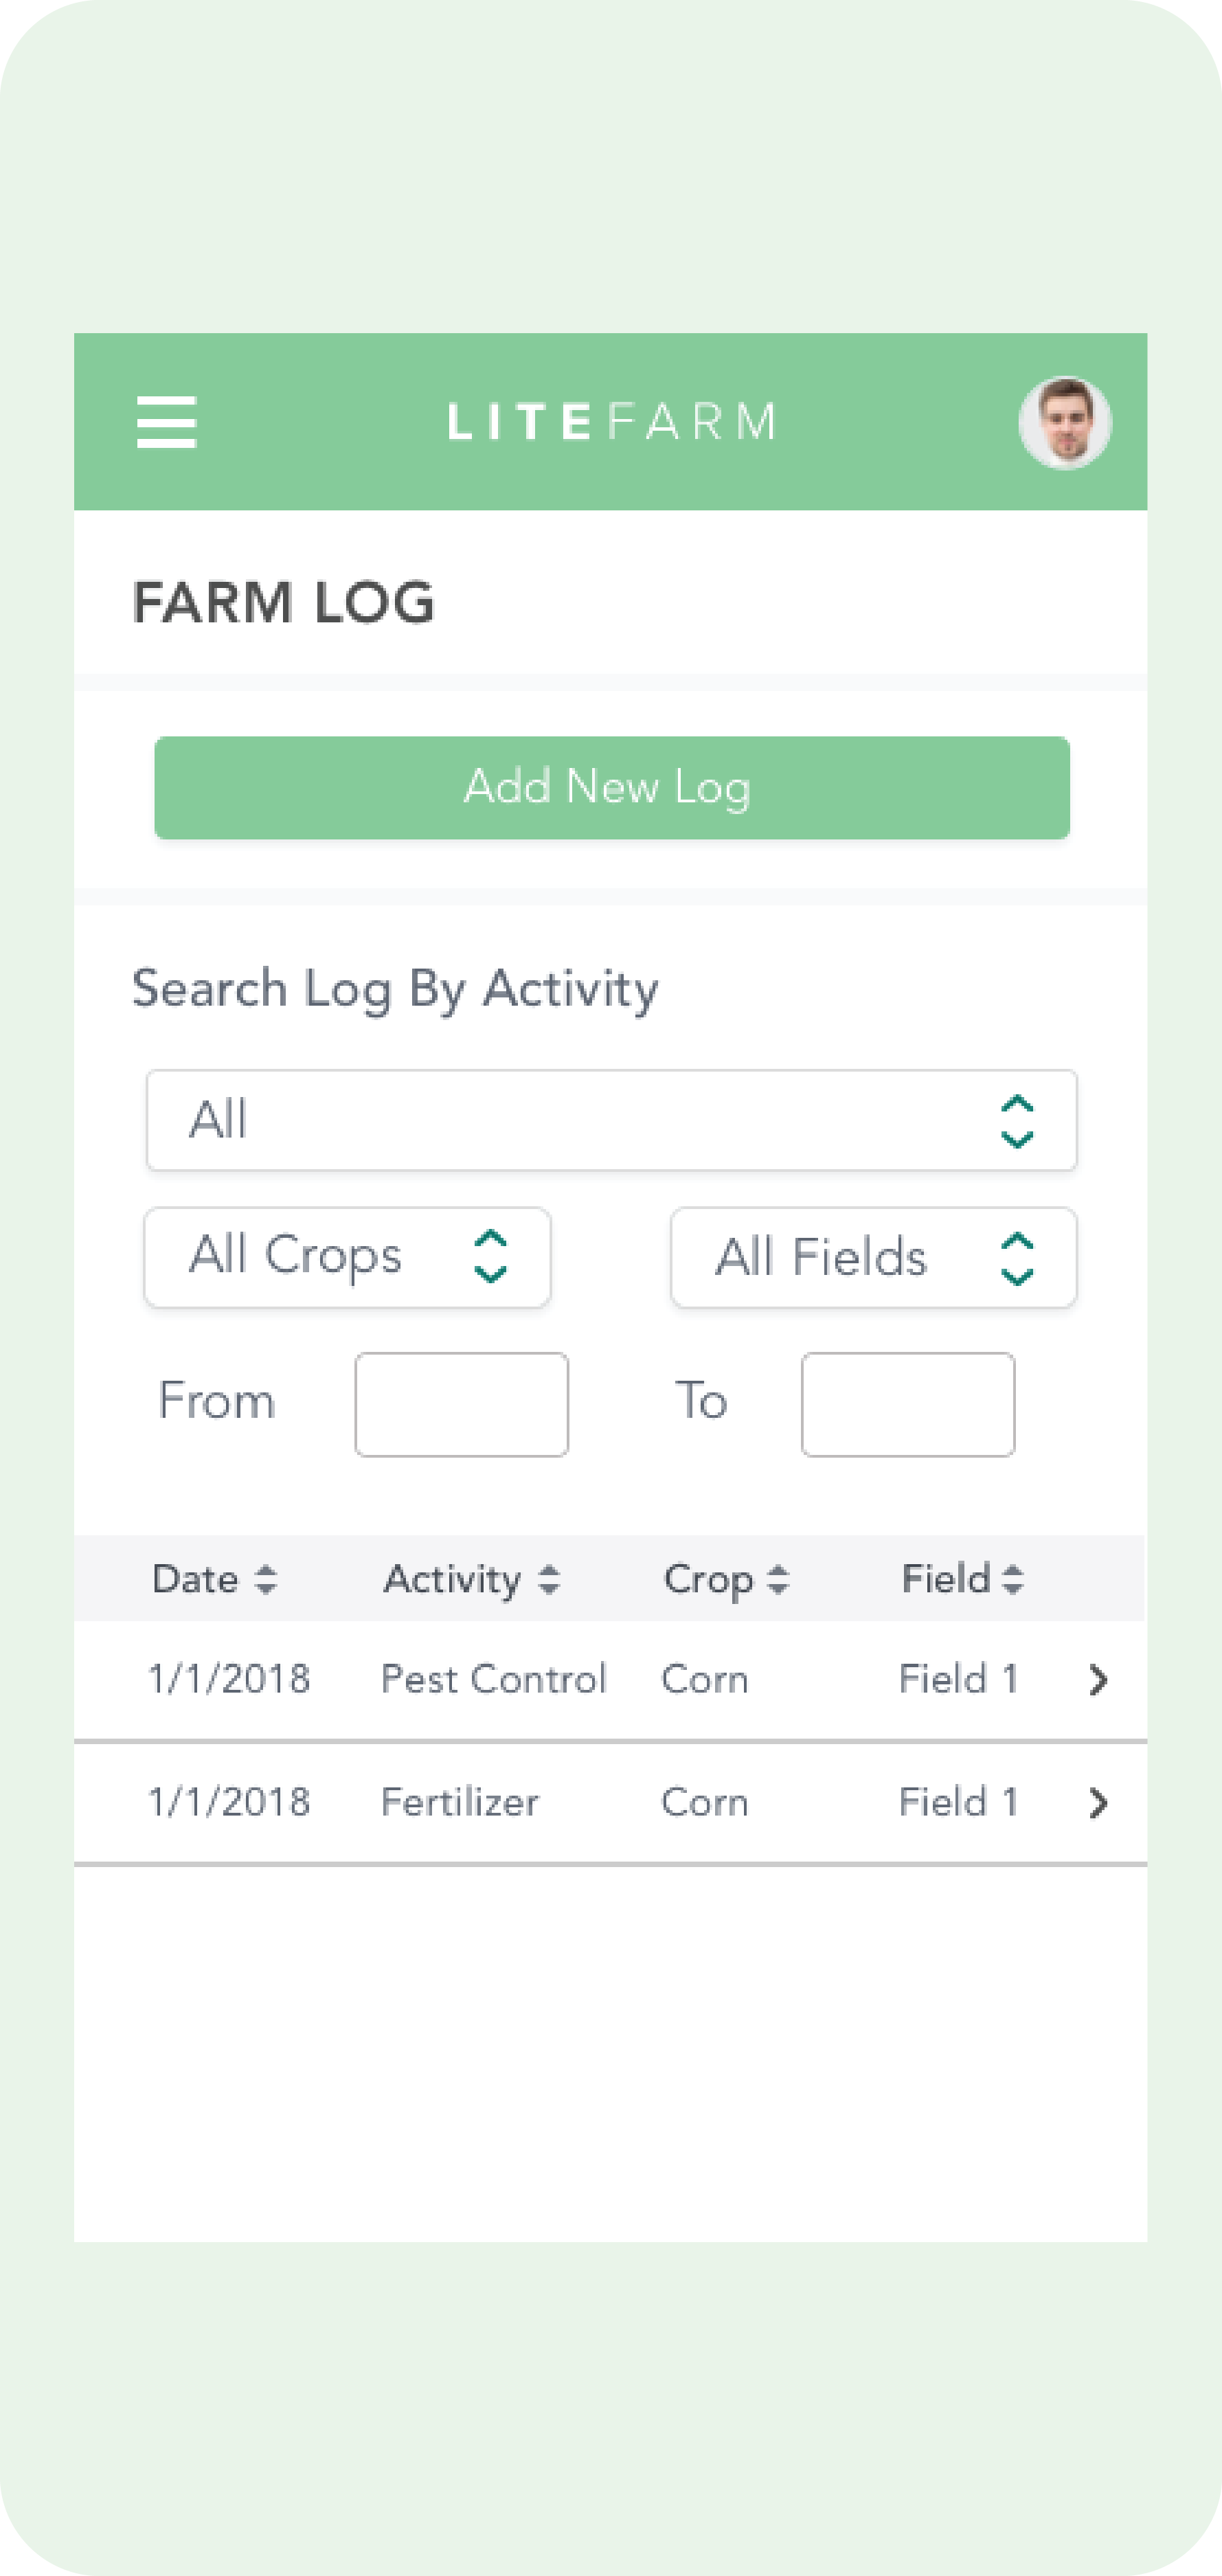 LITEFARM
FARM LOG
Add New Log
Search Log By Activity
All
All Crops All Fields
From To
Date Activity Crop Field
1/1/2018 Pest Control Corn Field 1
1/1/2018 Fertilizer Corn Field 1